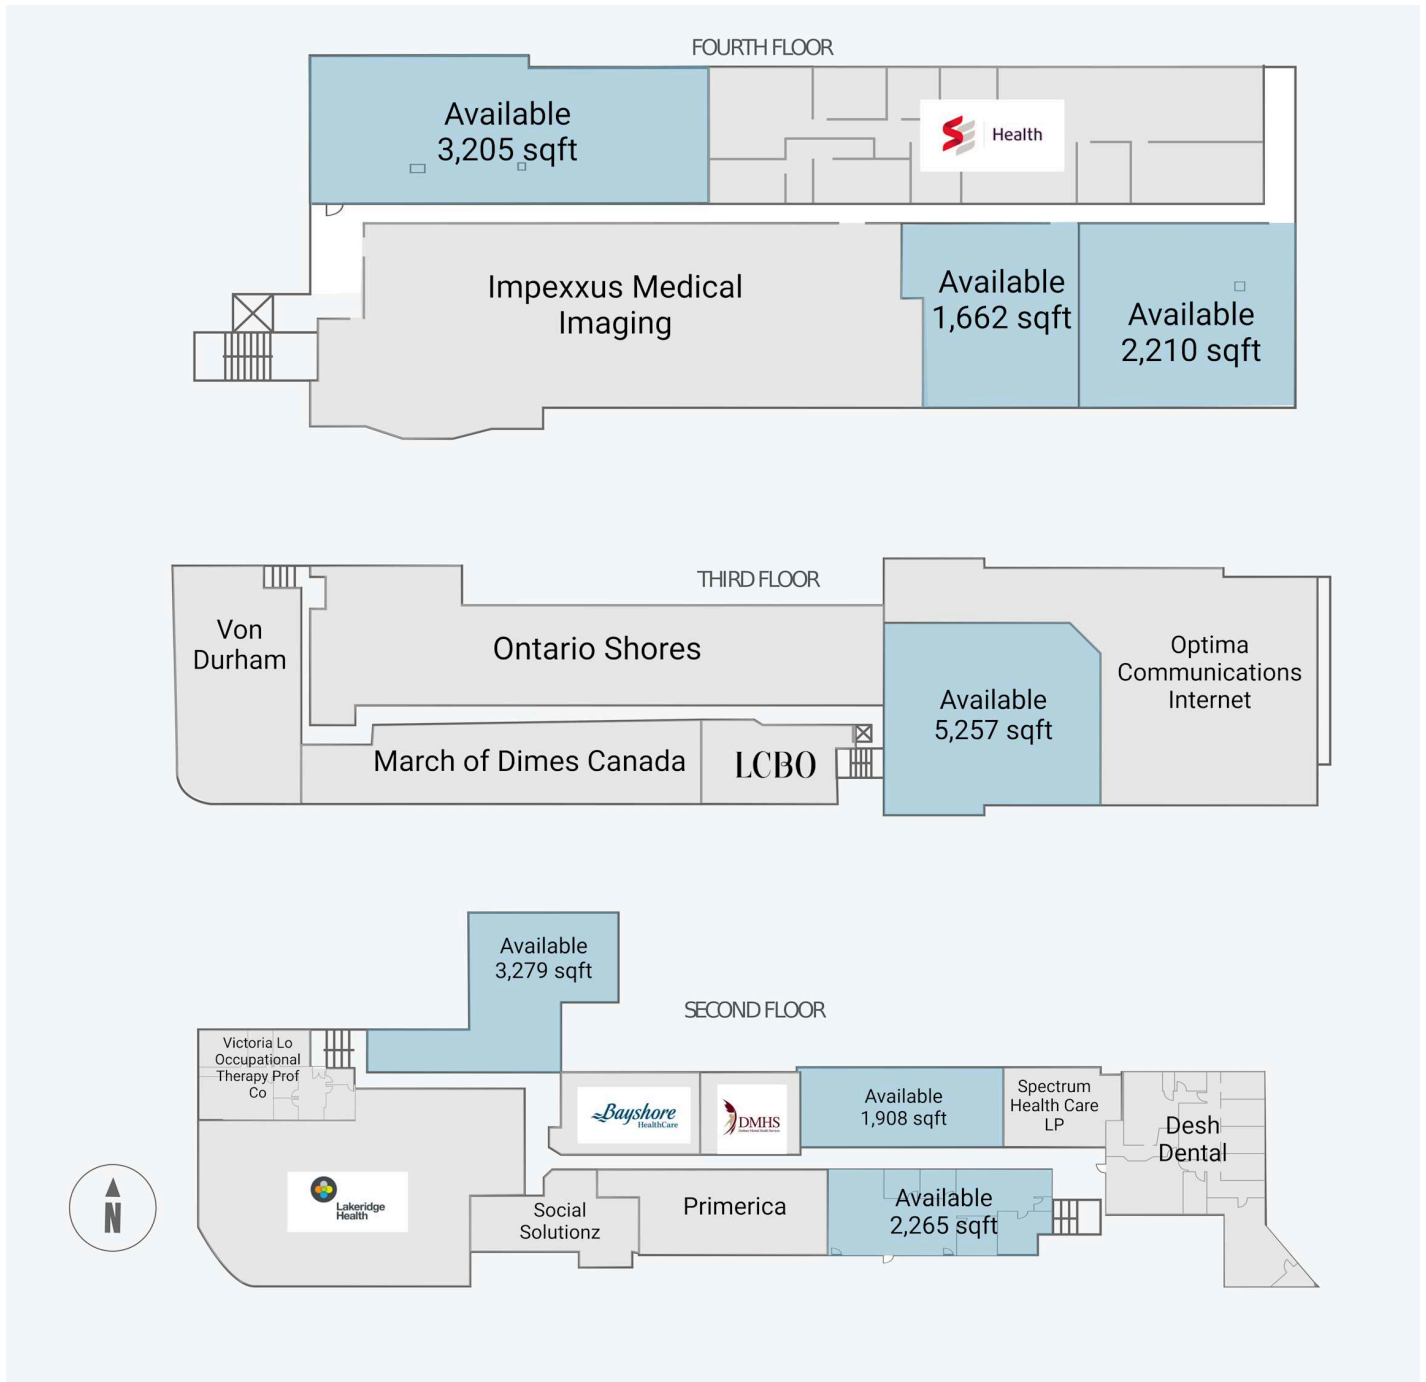 FOURTH FLOOR
Available
3,205 sqft
SE
Health
Impexxus Medical
Imaging
Available
1,662 sqft
Available
2,210 sqft
THIRD FLOOR
Von
Durham
Ontario Shores
Optima
Communications
Internet
Available
5,257 sqft
March of Dimes Canada
LCBO
Available
3,279 sqft
SECOND FLOOR
Victoria Lo
Occupational
Therapy Prof
Co
Bayshore
HealthCare
DMHS
Available
1,908 sqft
Spectrum
Health Care
LP
Desh
Dental
Lakeridge
Health
Social
Solutionz
Primerica
Available
2,265 sqft
N